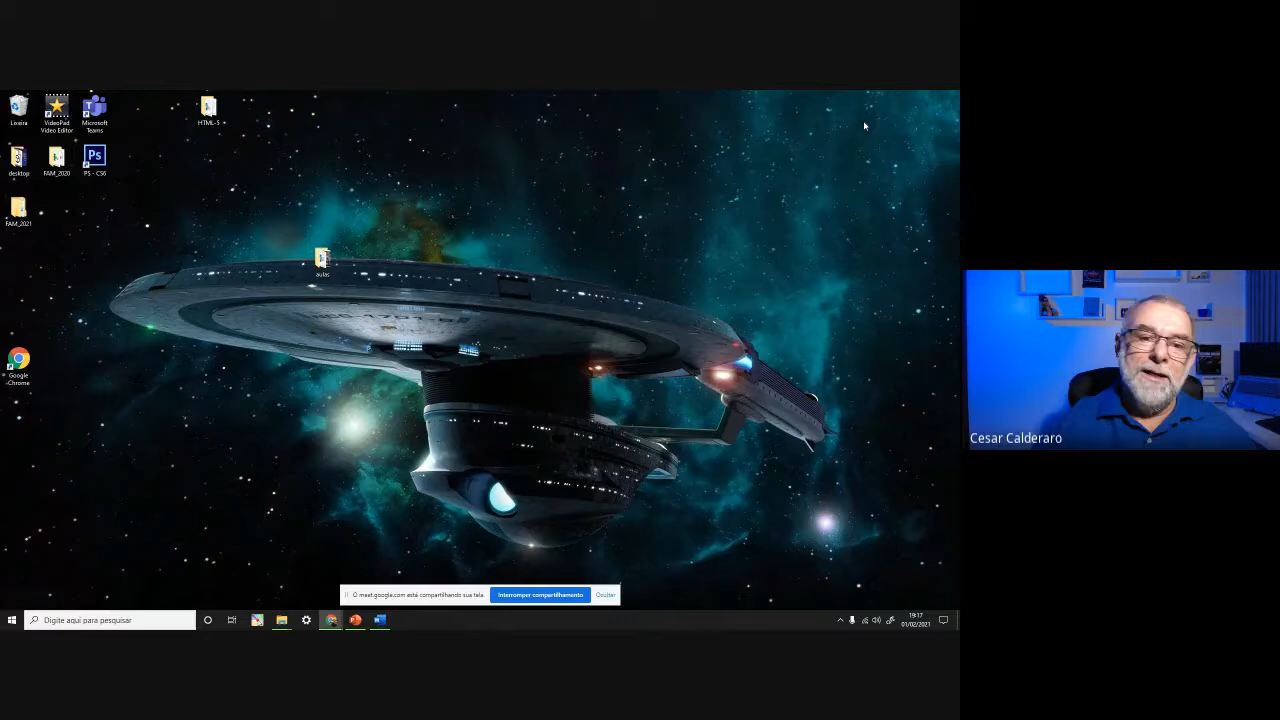 Lixeira
VideoPad
Video Editor
Microsoft
Teams
HTML-5
desktop
FAM_2020
PS - CS6
Ps
FAM_2021
aulas
Google
Chrome
Cesar Calderaro
O meet.google.com está compartilhando sua tela.
Interromper compartilhamento
Ocultar
Digite aqui para pesquisar
19:17
01/02/2021